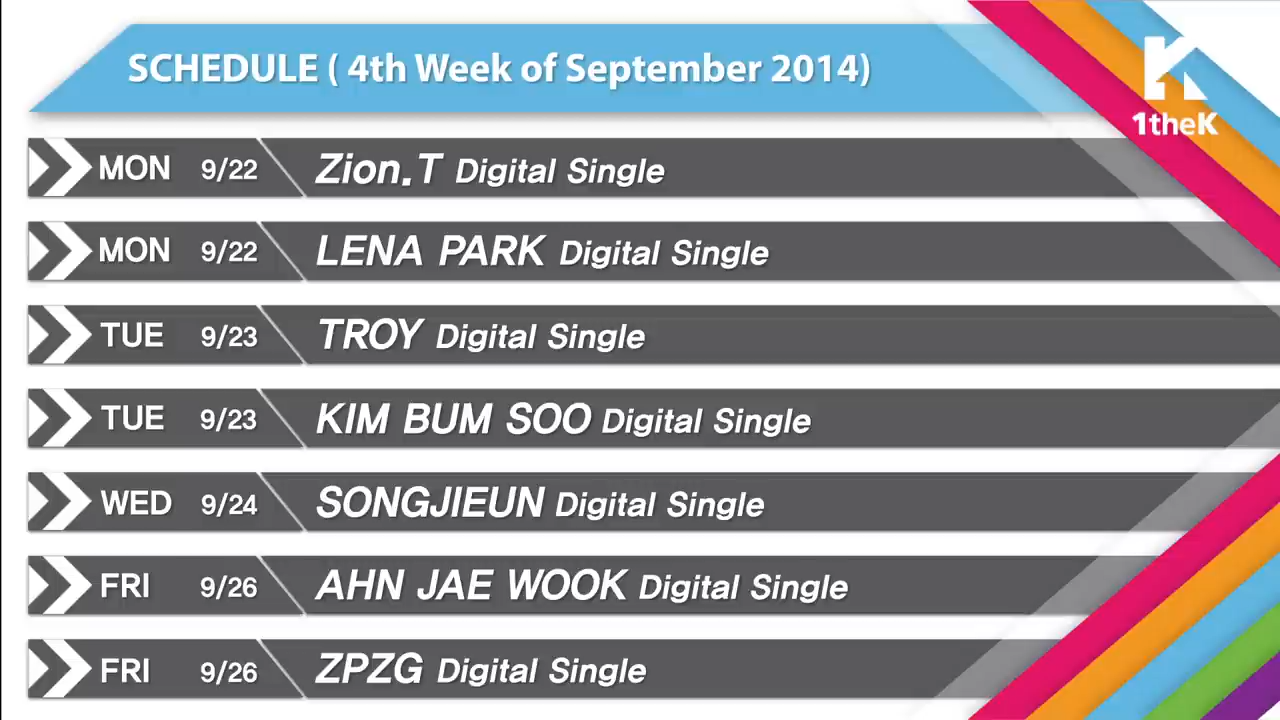 SCHEDULE ( 4th Week of September 2014)
1theK
MON 9/22 Zion.T Digital Single
MON 9/22 LENA PARK Digital Single
TUE 9/23 TROY Digital Single
TUE 9/23 KIM BUM SOO Digital Single
WED 9/24 SONGJIEUN Digital Single
FRI 9/26 AHN JAE WOOK Digital Single
FRI 9/26 ZPZG Digital Single